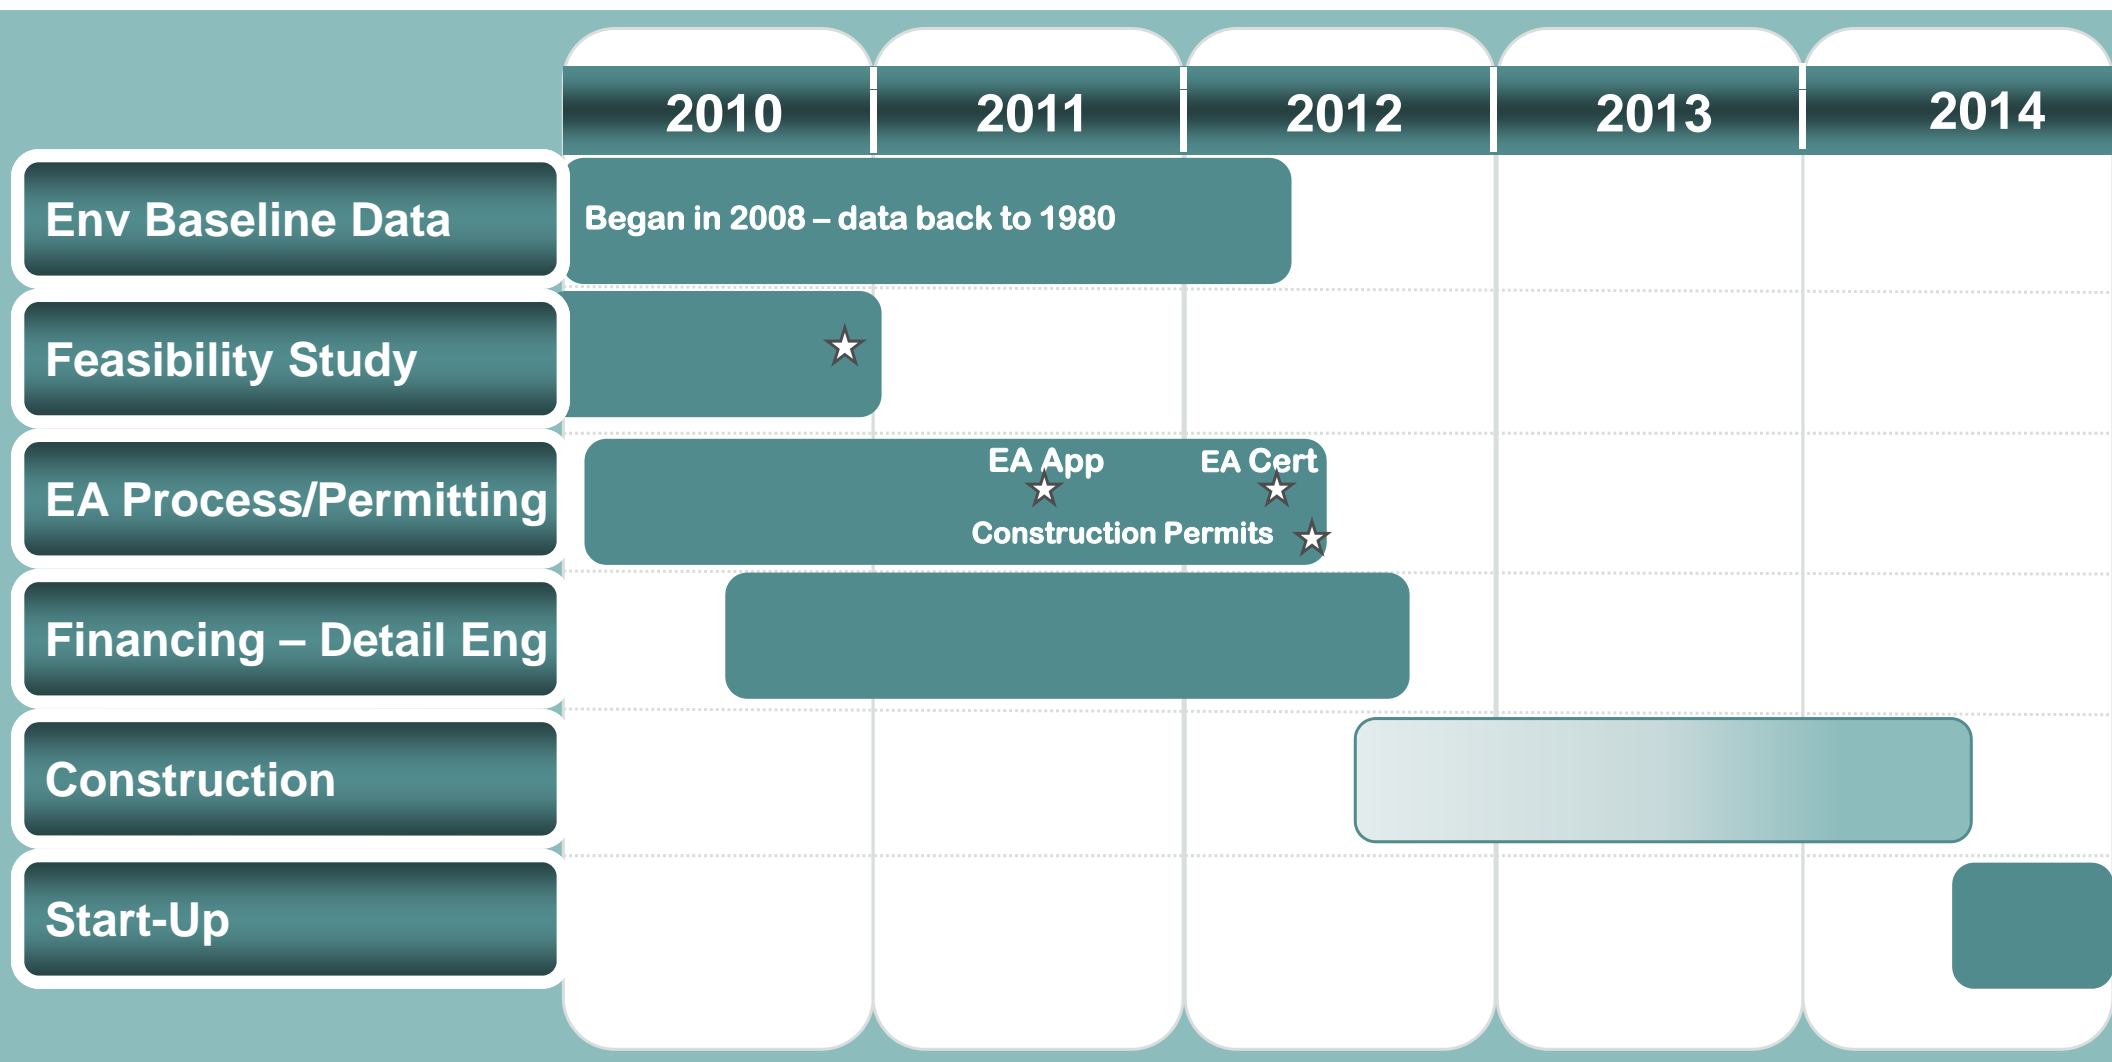 2010 2011 2012 2013 2014
Env Baseline Data
Began in 2008 – data back to 1980
Feasibility Study
EA Process/Permitting
EA App
EA Cert
Construction Permits
Financing – Detail Eng
Construction
Start-Up